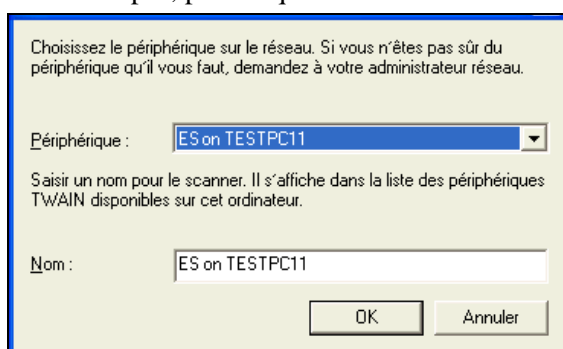 Choisissez le périphérique sur le réseau. Si vous n´êtes pas sûr du
périphérique qu´il vous faut, demandez à votre administrateur réseau.
Périphérique : ES on TESTPC11
Saisir un nom pour le scanner. Il s´affiche dans la liste des périphériques
TWAIN disponibles sur cet ordinateur.
Nom : ES on TESTPC11
OK Annuler